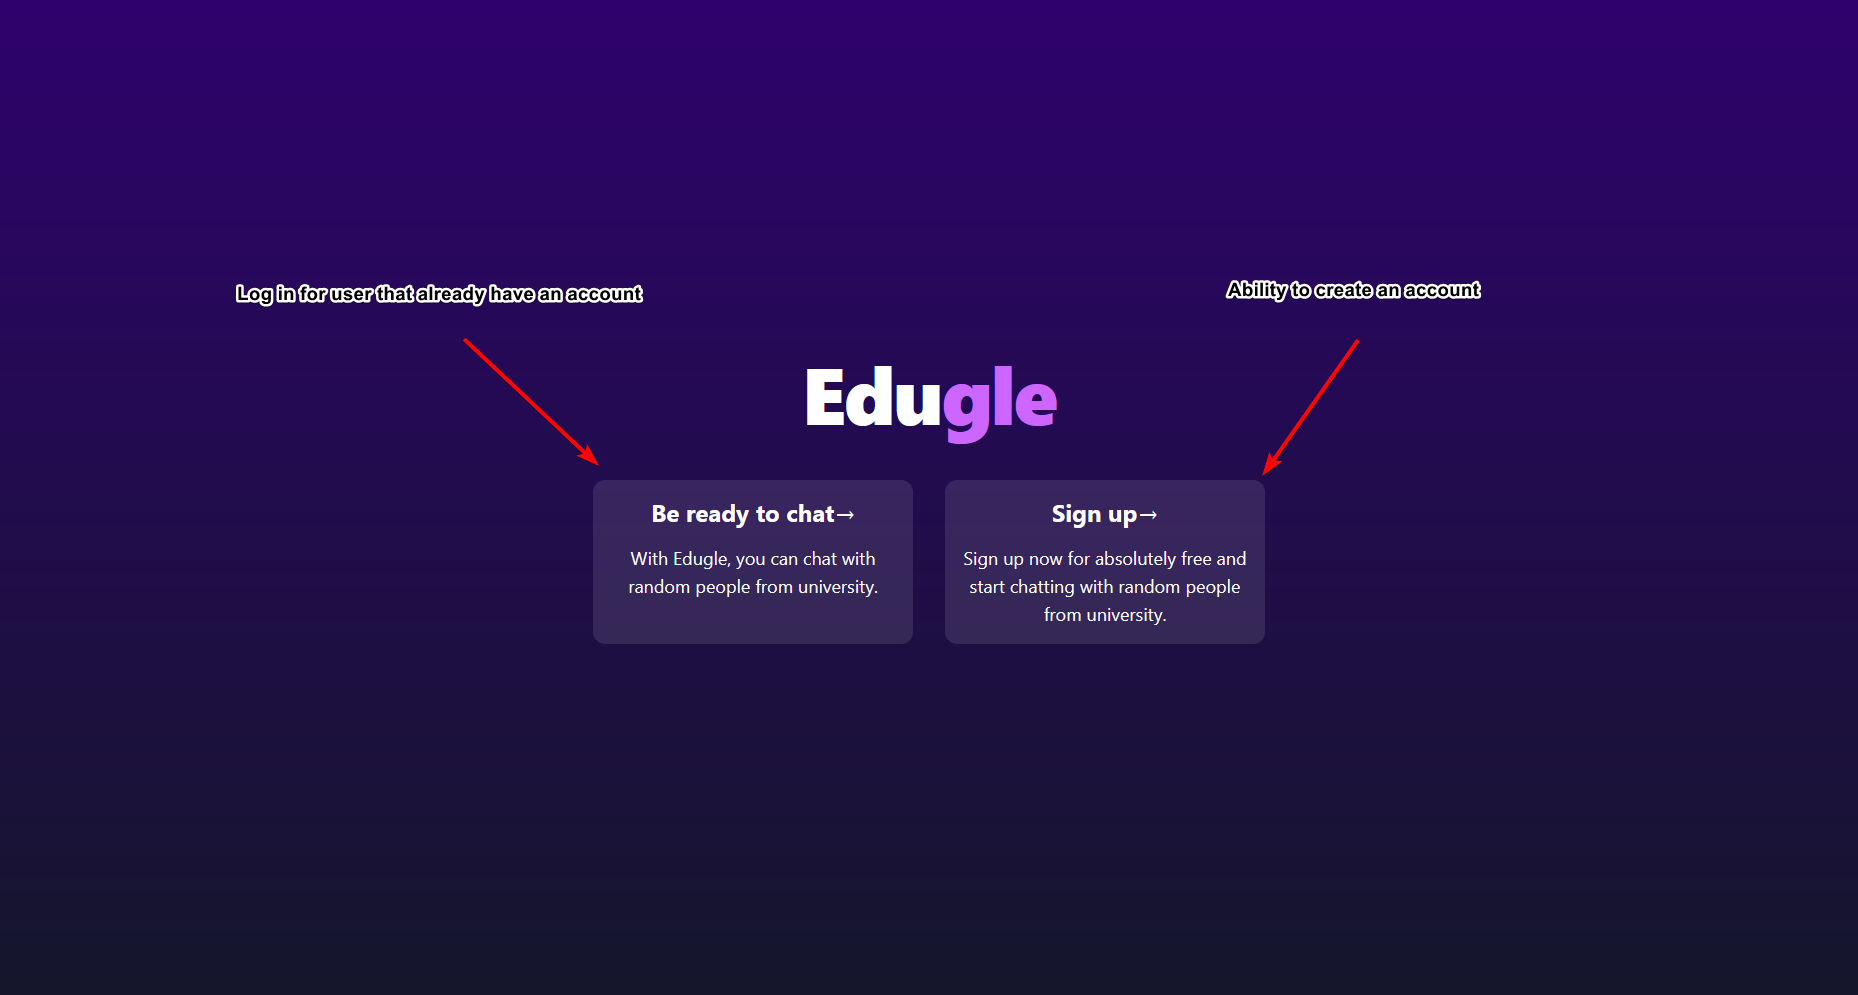 Log in for user that already have an account
Ability to create an account
Edugle
Be ready to chat→
With Edugle, you can chat with
random people from university.
Sign up→
Sign up now for absolutely free and
start chatting with random people
from university.